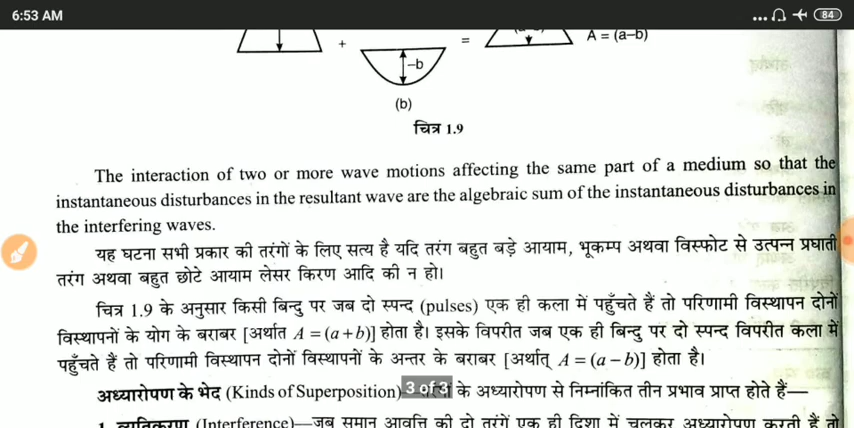 6:53 AM
84
+
=
A = (a–b)
–b
(b)
चित्र 1.9
The interaction of two or more wave motions affecting the same part of a medium so that the
instantaneous disturbances in the resultant wave are the algebraic sum of the instantaneous disturbances in
the interfering waves.
यह घटना सभी प्रकार की तरंगों के लिए सत्य है यदि तरंग बहुत बड़े आयाम, भूकम्प अथवा विस्फोट से उत्पन्न प्रघाती
तरंग अथवा बहुत छोटे आयाम लेसर किरण आदि की न हो।
चित्र 1.9 के अनुसार किसी बिन्दु पर जब दो स्पन्द (pulses) एक ही कला में पहुँचते हैं तो परिणामी विस्थापन दोनों
विस्थापनों के योग के बराबर [अर्थात A = (a + b)] होता है। इसके विपरीत जब एक ही बिन्दु पर दो स्पन्द विपरीत कला में
पहुँचते हैं तो परिणामी विस्थापन दोनों विस्थापनों के अन्तर के बराबर [अर्थात् A = (a – b)] होता है।
अध्यारोपण के भेद (Kinds of Superposition)— के अध्यारोपण से निम्नांकित तीन प्रभाव प्राप्त होते हैं—
3 of 3
1. व्यतिकरण (Interference)—जब समान आवृत्ति की दो तरंगें एक ही दिशा में चलकर अध्यारोपण करती हैं तो